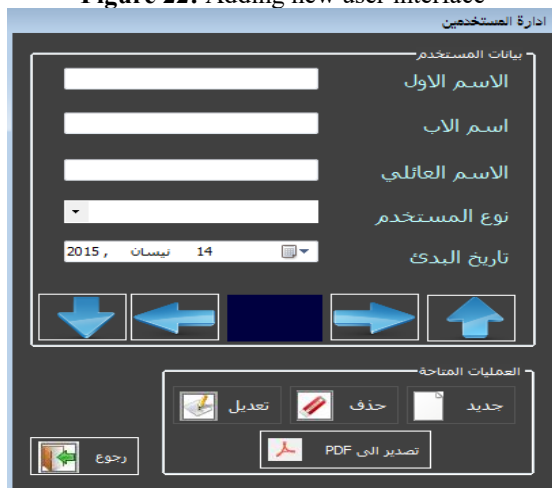 Figure 22: Adding new user interface
ادارة المستخدمين
بيانات المستخدم
الاسم الاول
اسم الاب
الاسم العائلي
نوع المستخدم
تاريخ البدئ
14 نيسان , 2015
العمليات المتاحة
جديد
حذف
تعديل
تصدير الى PDF
رجوع